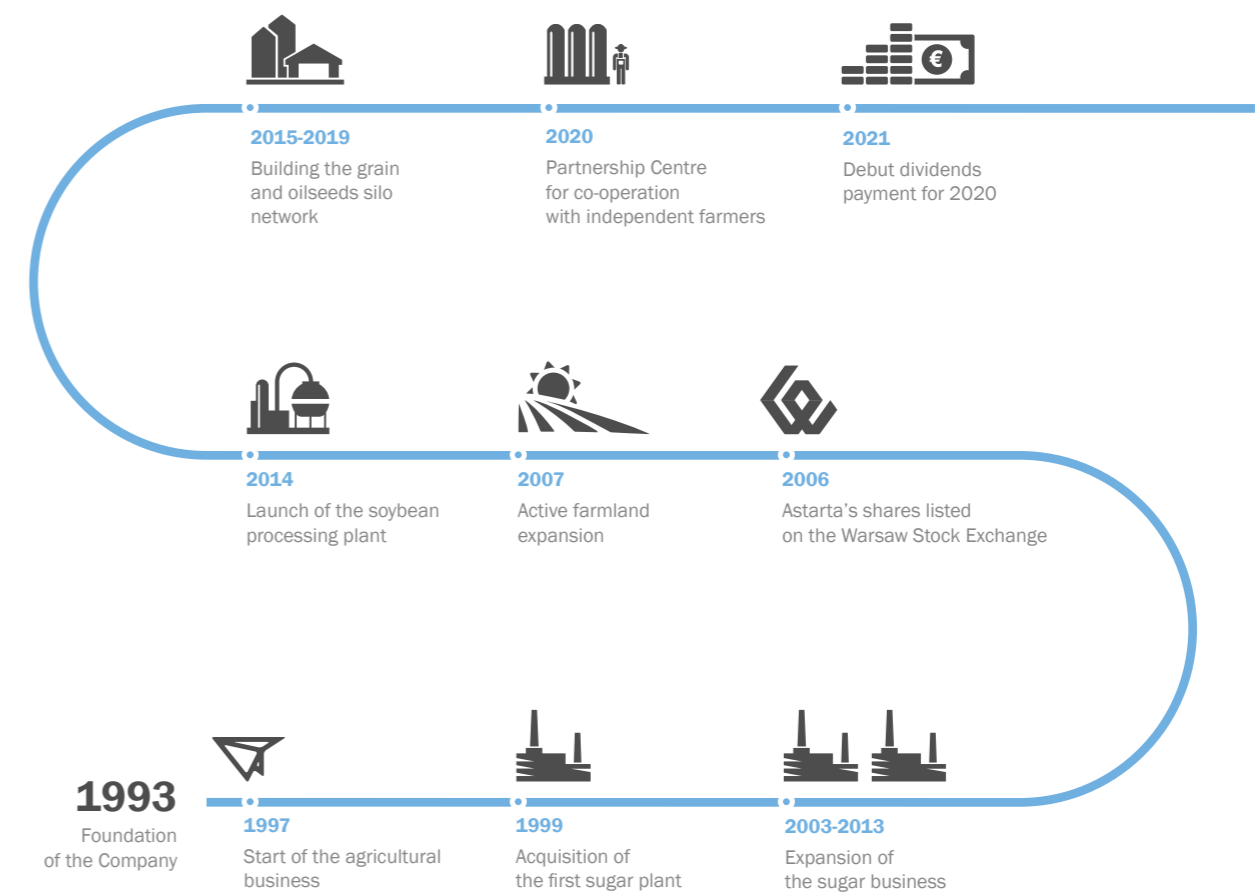 2015-2019
Building the grain
and oilseeds silo
network
2020
Partnership Centre
for co-operation
with independent farmers
2021
Debut dividends
payment for 2020
€
2014
Launch of the soybean
processing plant
2007
Active farmland
expansion
2006
Astarta’s shares listed
on the Warsaw Stock Exchange
1993
Foundation
of the Company
1997
Start of the agricultural
business
1999
Acquisition of
the first sugar plant
2003-2013
Expansion of
the sugar business